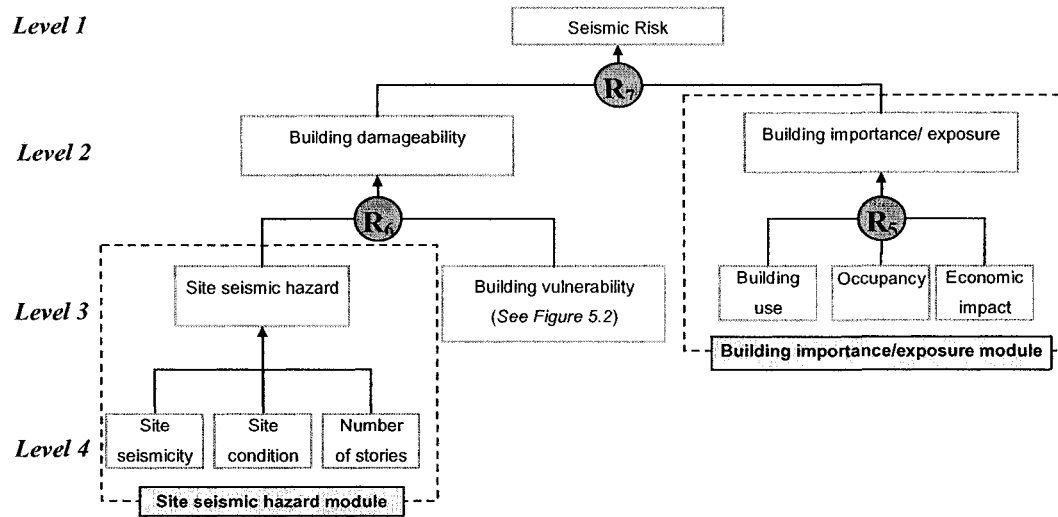 Level 1
Seismic Risk
R₇
Building damageability
Building importance/ exposure
Level 2
R₆
R₅
Site seismic hazard
Building vulnerability
(See Figure 5.2)
Building
use
Occupancy
Economic
impact
Level 3
Building importance/exposure module
Site
seismicity
Site
condition
Number
of stories
Level 4
Site seismic hazard module